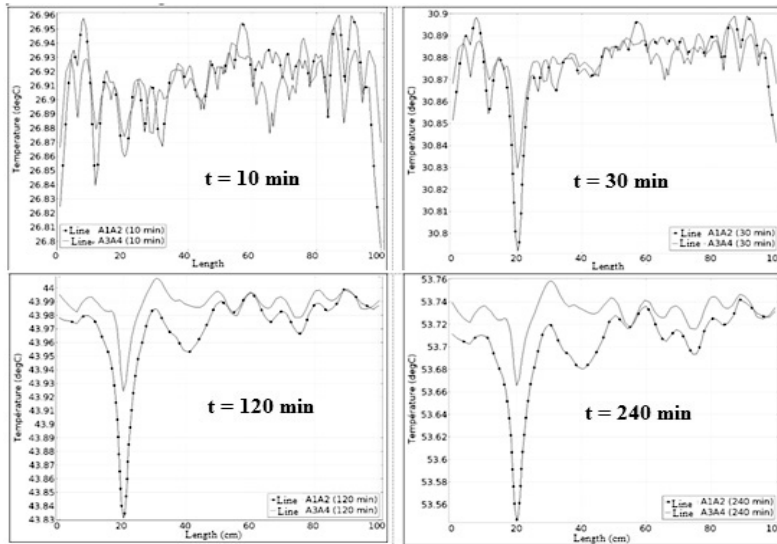 Temperature (degC)
26.96
26.95
26.94
26.93
26.92
26.91
26.9
26.89
26.88
26.87
26.86
26.85
26.84
26.83
26.82
26.81
26.8
t = 10 min
Line A1A2 (10 min)
Line A3A4 (10 min)
0 20 40 60 80 100
Length
Temperature (degC)
30.9
30.89
30.88
30.87
30.86
30.85
30.84
30.83
30.82
30.81
30.8
t = 30 min
Line A1A2 (30 min)
Line A3A4 (30 min)
0 20 40 60 80 100
Length
Température (degC)
44
43.99
43.98
43.97
43.96
43.95
43.94
43.93
43.92
43.91
43.9
43.89
43.88
43.87
43.86
43.85
43.84
43.83
t = 120 min
Line A1A2 (120 min)
Line A3A4 (120 min)
0 20 40 60 80 100
Length (cm)
Température (degC)
53.76
53.74
53.72
53.7
53.68
53.66
53.64
53.62
53.6
53.58
53.56
t = 240 min
Line A1A2 (240 min)
Line A3A4 (240 min)
0 20 40 60 80 100
Length (cm)